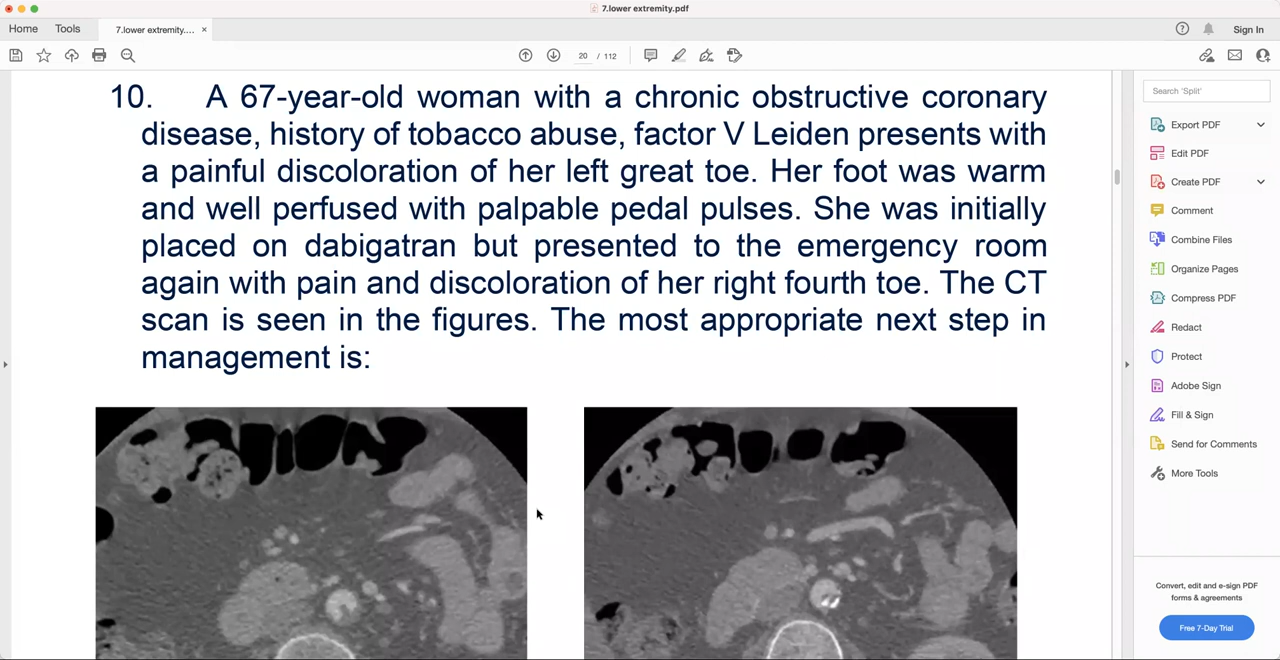 7.lower extremity.pdf
Home Tools 7.lower extremity.... × Sign In
20 / 112
10. A 67-year-old woman with a chronic obstructive coronary
disease, history of tobacco abuse, factor V Leiden presents with
a painful discoloration of her left great toe. Her foot was warm
and well perfused with palpable pedal pulses. She was initially
placed on dabigatran but presented to the emergency room
again with pain and discoloration of her right fourth toe. The CT
scan is seen in the figures. The most appropriate next step in
management is:
Search 'Split'
Export PDF
Edit PDF
Create PDF
Comment
Combine Files
Organize Pages
Compress PDF
Redact
Protect
Adobe Sign
Fill & Sign
Send for Comments
More Tools
Convert, edit and e-sign PDF
forms & agreements
Free 7-Day Trial